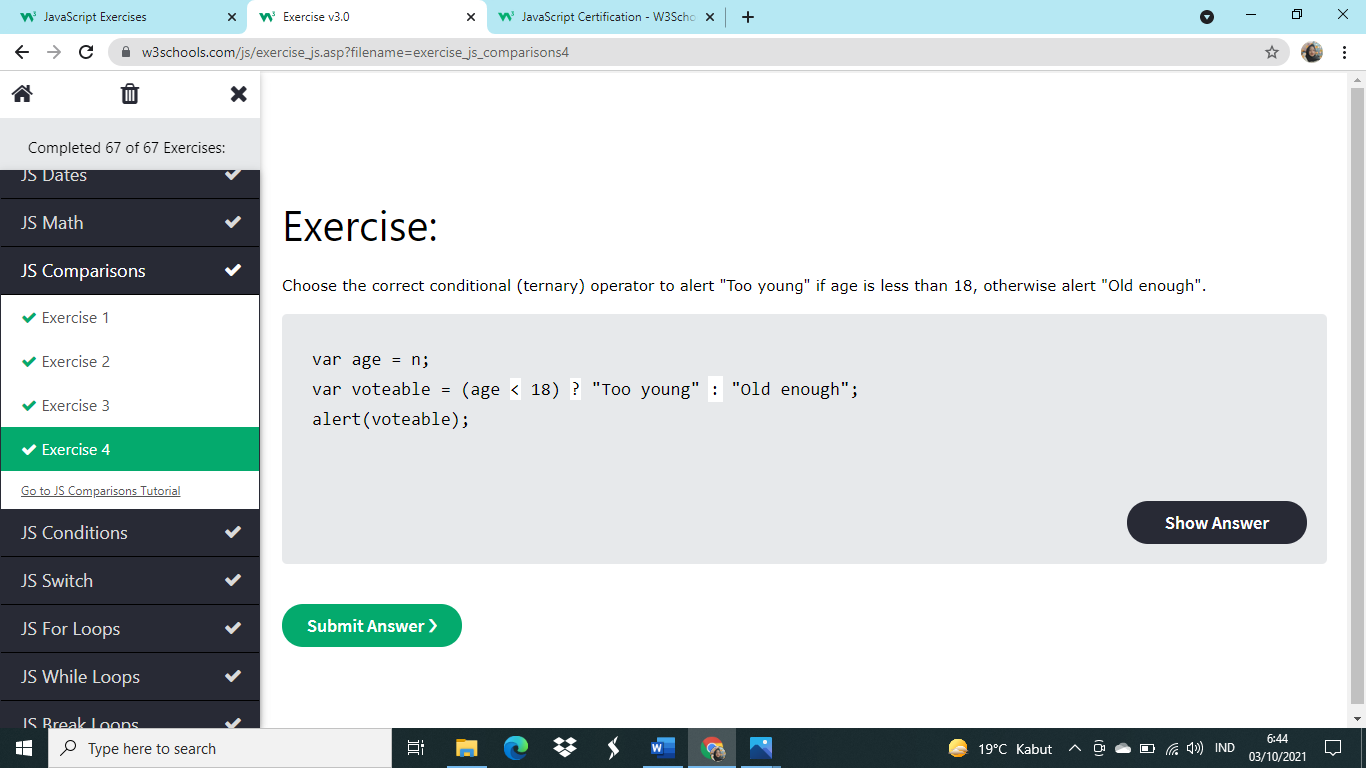 JavaScript Exercises
Exercise v3.0
JavaScript Certification - W3Scho
w3schools.com/js/exercise_js.asp?filename=exercise_js_comparisons4
Completed 67 of 67 Exercises:
JS Dates
JS Math
JS Comparisons
Exercise 1
Exercise 2
Exercise 3
Exercise 4
Go to JS Comparisons Tutorial
JS Conditions
JS Switch
JS For Loops
JS While Loops
JS Break Loops
Exercise:
Choose the correct conditional (ternary) operator to alert "Too young" if age is less than 18, otherwise alert "Old enough".
var age = n;
var voteable = (age < 18) ? "Too young" : "Old enough";
alert(voteable);
Show Answer
Submit Answer ❯
Type here to search
19°C Kabut
IND
6:44
03/10/2021